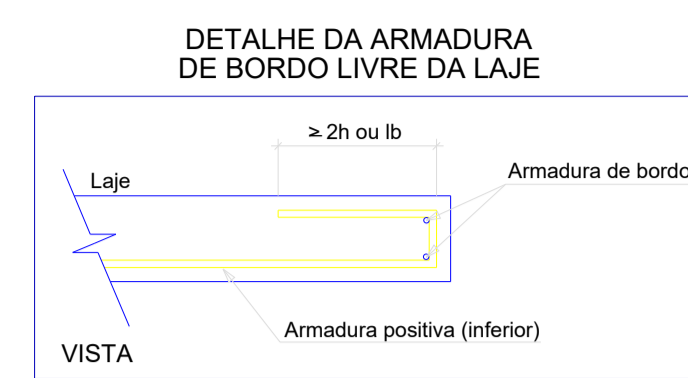 DETALHE DA ARMADURA
DE BORDO LIVRE DA LAJE
≥ 2h ou lb
Laje
Armadura de bordo
Armadura positiva (inferior)
VISTA